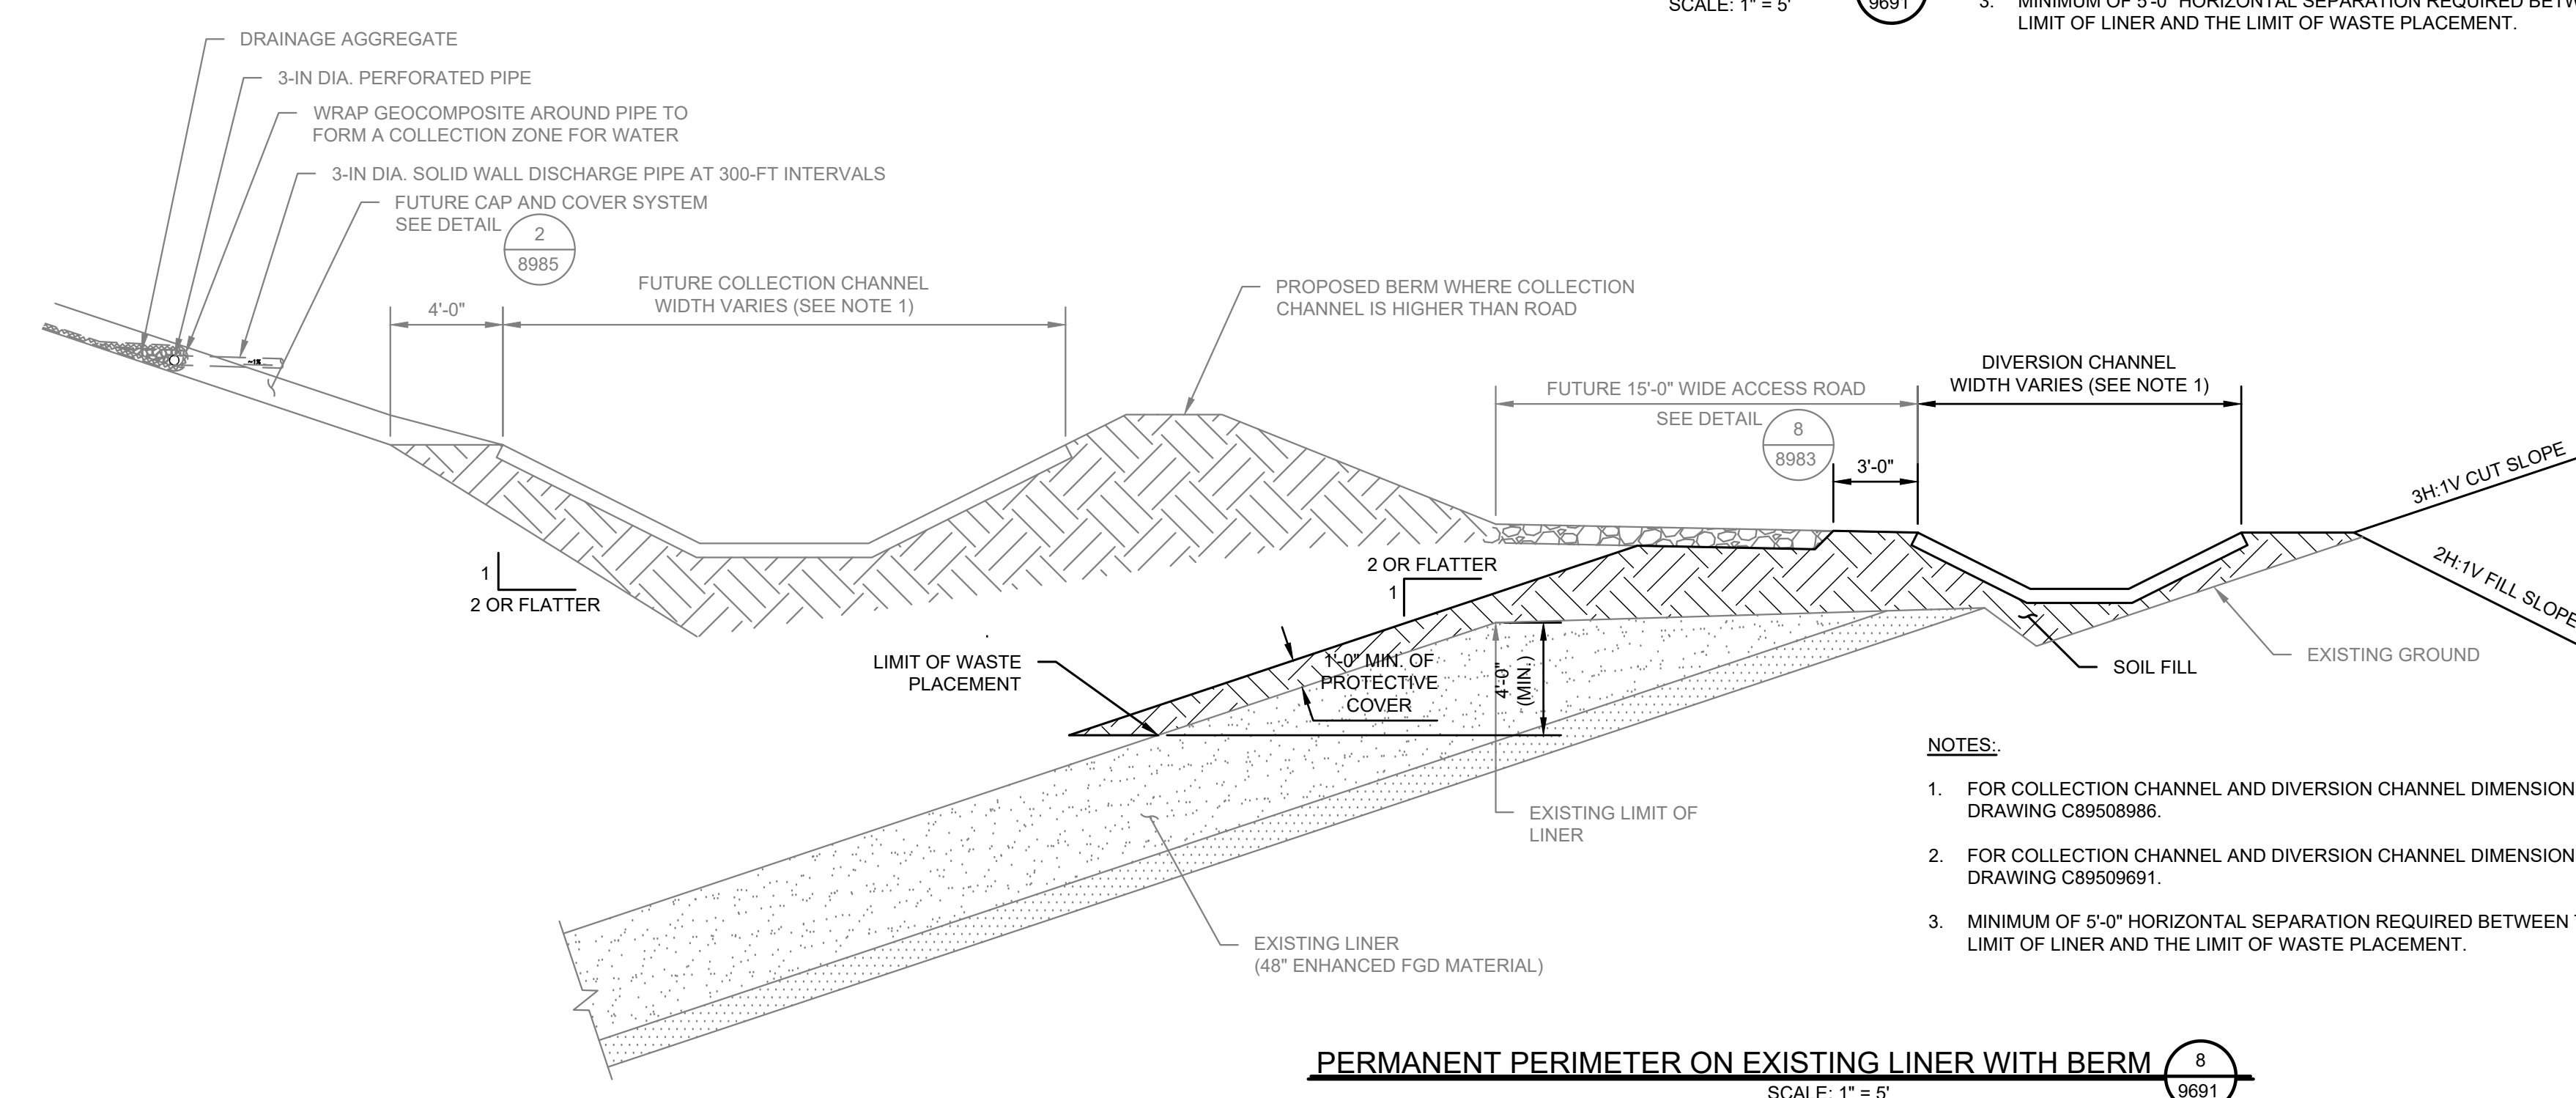 SCALE: 1" = 5'
9691
3. MINIMUM OF 5'-0" HORIZONTAL SEPARATION REQUIRED
LIMIT OF LINER AND THE LIMIT OF WASTE PLACEMENT.
DRAINAGE AGGREGATE
3-IN DIA. PERFORATED PIPE
WRAP GEOCOMPOSITE AROUND PIPE TO
FORM A COLLECTION ZONE FOR WATER
3-IN DIA. SOLID WALL DISCHARGE PIPE AT 300-FT INTERVALS
FUTURE CAP AND COVER SYSTEM
SEE DETAIL
2
8985
4'-0"
FUTURE COLLECTION CHANNEL
WIDTH VARIES (SEE NOTE 1)
PROPOSED BERM WHERE COLLECTION
CHANNEL IS HIGHER THAN ROAD
FUTURE 15'-0" WIDE ACCESS ROAD
SEE DETAIL
8
8983
3'-0"
DIVERSION CHANNEL
WIDTH VARIES (SEE NOTE 1)
3H:1V CUT SLOPE
2H:1V FILL SLOPE
1
2 OR FLATTER
2 OR FLATTER
1
LIMIT OF WASTE
PLACEMENT
1'-0" MIN. OF
PROTECTIVE
COVER
4'-0"
(MIN.)
SOIL FILL
EXISTING GROUND
EXISTING LIMIT OF
LINER
EXISTING LINER
(48" ENHANCED FGD MATERIAL)
NOTES:.
1. FOR COLLECTION CHANNEL AND DIVERSION CHANNEL DIMENSION
DRAWING C89508986.
2. FOR COLLECTION CHANNEL AND DIVERSION CHANNEL DIMENSION
DRAWING C89509691.
3. MINIMUM OF 5'-0" HORIZONTAL SEPARATION REQUIRED BETWEEN
LIMIT OF LINER AND THE LIMIT OF WASTE PLACEMENT.
PERMANENT PERIMETER ON EXISTING LINER WITH BERM
8
9691
SCALE: 1" = 5'